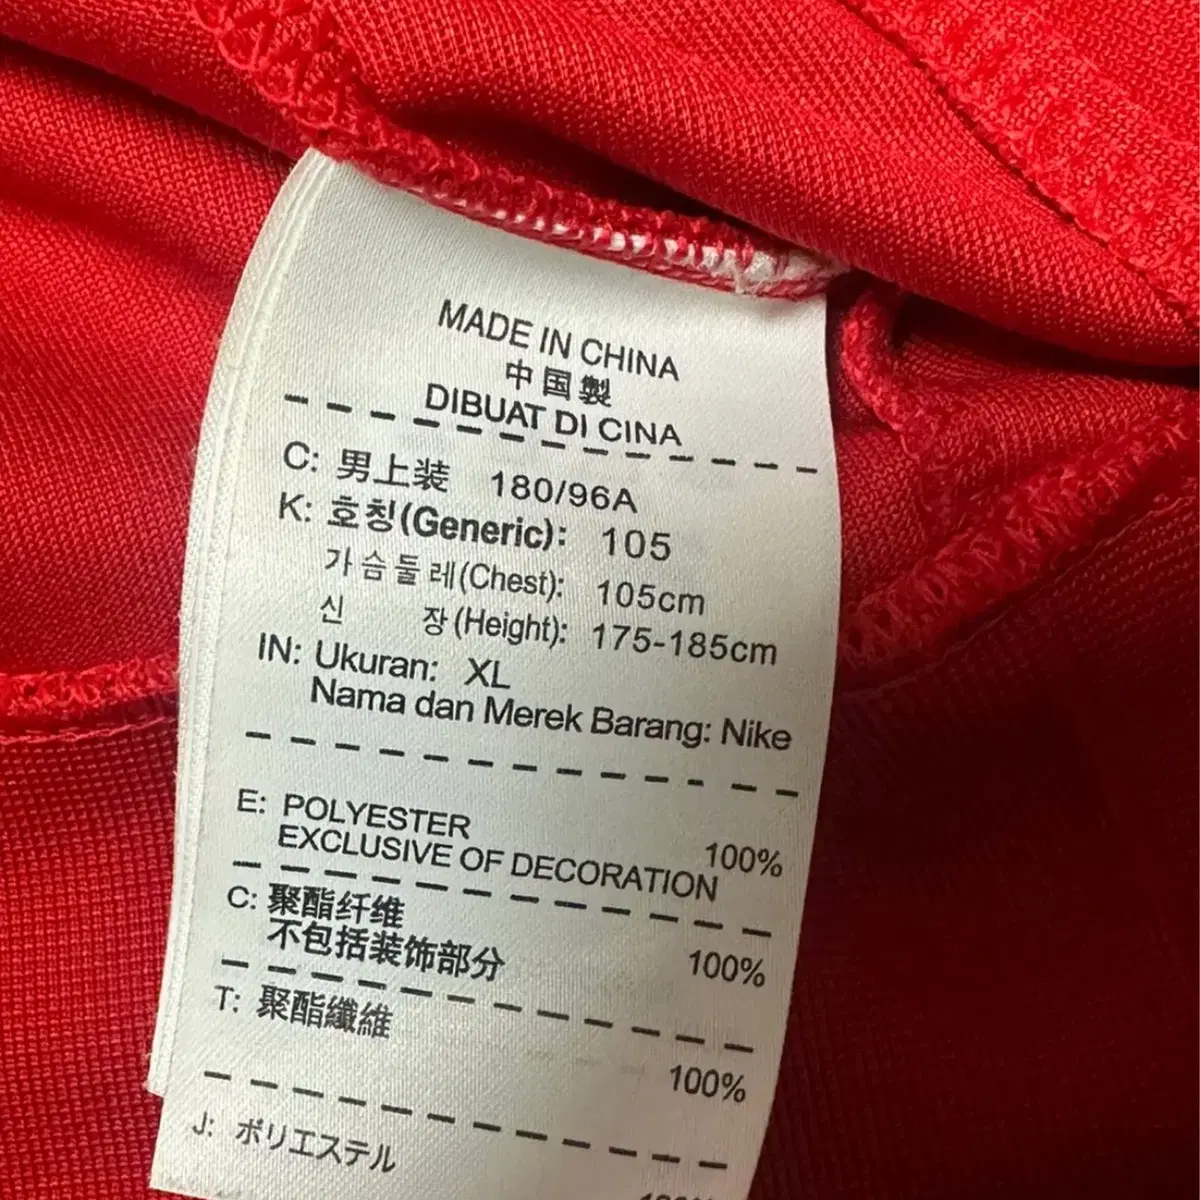 MADE IN CHINA
中国製
DIBUAT DI CINA
C: 男上装 180/96A
K: 호칭(Generic): 105
가슴둘레(Chest): 105cm
신 장(Height): 175-185cm
IN: Ukuran: XL
Nama dan Merek Barang: Nike
E: POLYESTER 100%
EXCLUSIVE OF DECORATION
C: 聚酯纤维 100%
不包括装饰部分
T: 聚酯纖維 100%
J: ポリエステル